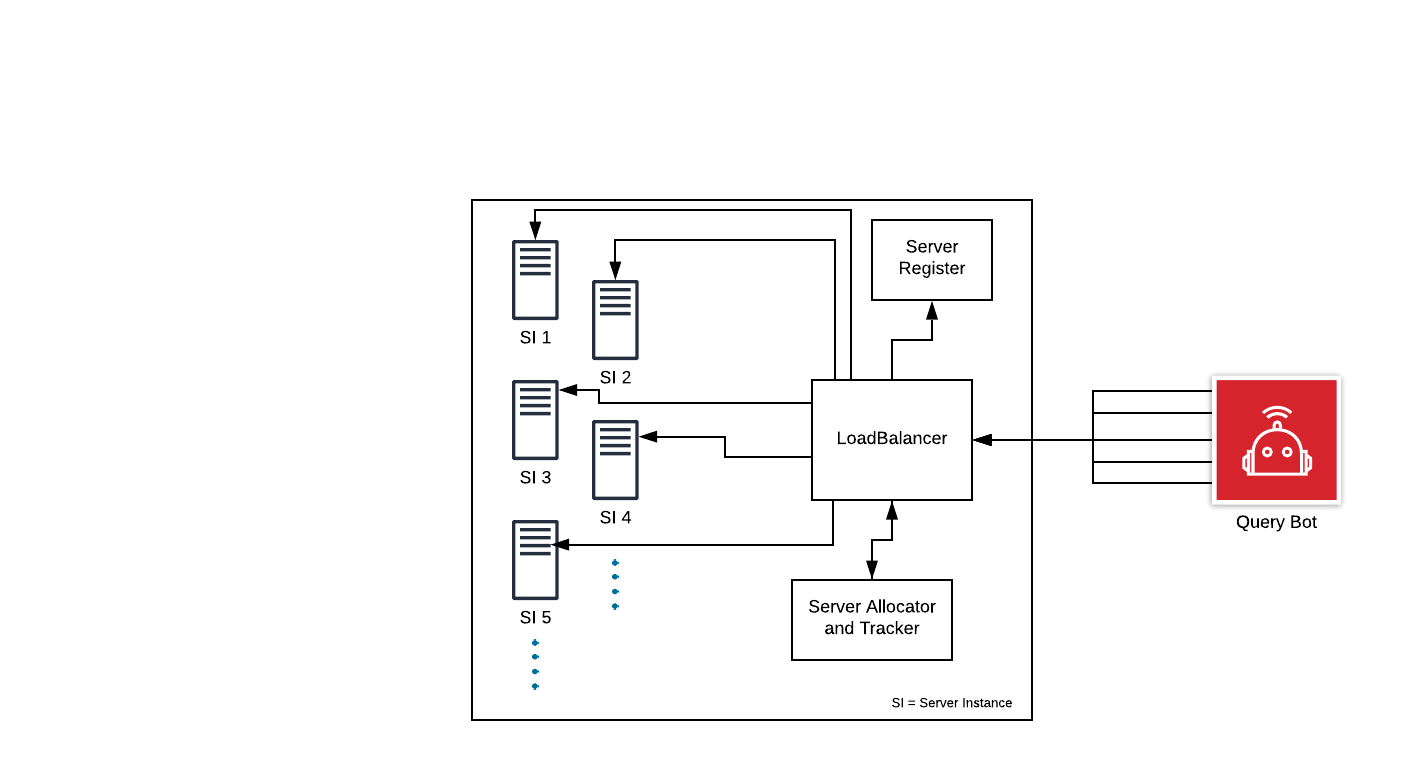 Server
Register
SI 1
SI 2
LoadBalancer
SI 3
SI 4
Query Bot
SI 5
Server Allocator
and Tracker
SI = Server Instance